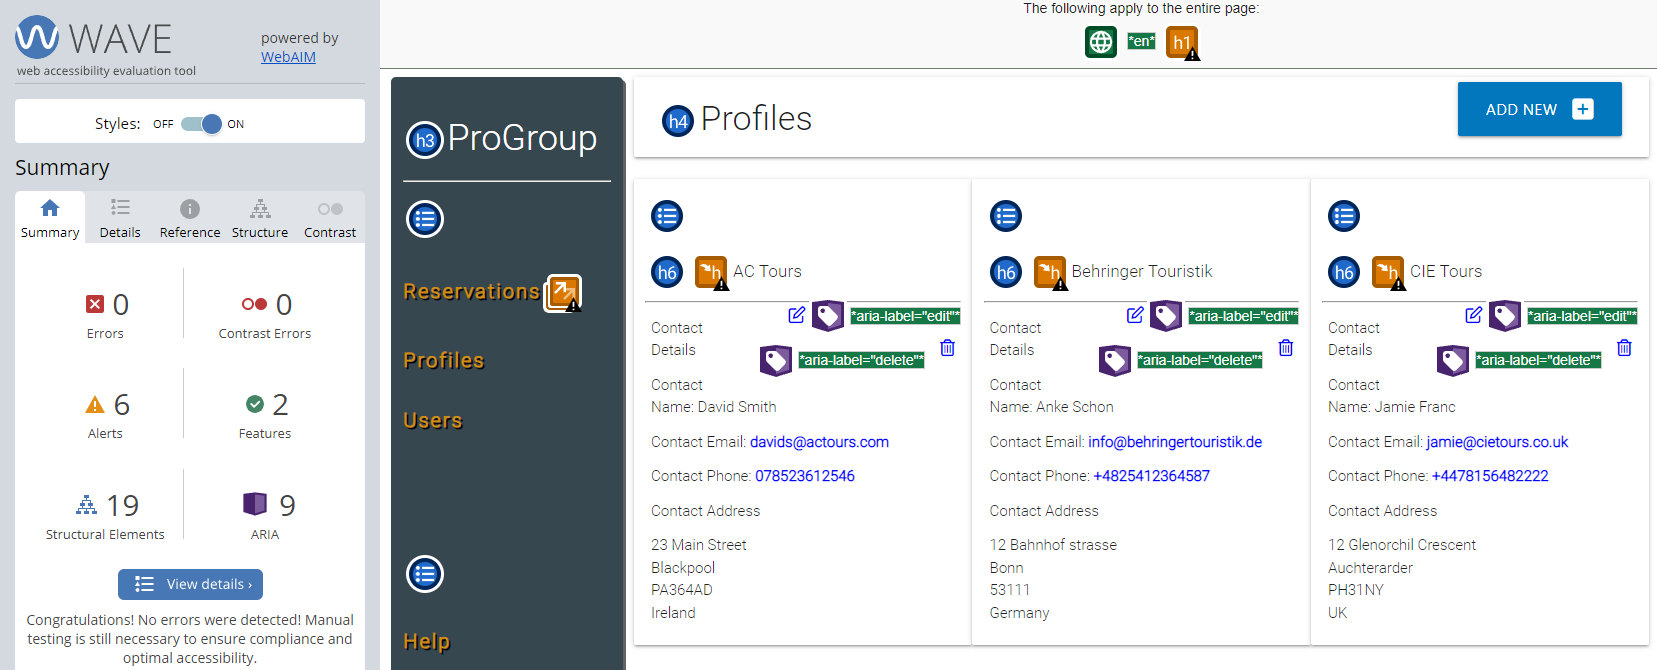 WAVE
web accessibility evaluation tool
powered by
WebAIM
Styles: OFF ON
Summary
Summary Details Reference Structure Contrast
0 Errors
0 Contrast Errors
6 Alerts
2 Features
19 Structural Elements
9 ARIA
View details ›
Congratulations! No errors were detected! Manual
testing is still necessary to ensure compliance and
optimal accessibility.
The following apply to the entire page:
*en* h1
h3 ProGroup
Reservations
Profiles
Users
Help
h4 Profiles
ADD NEW
h6 h AC Tours
*aria-label="edit"*
Contact
Details
*aria-label="delete"*
Contact
Name: David Smith
Contact Email: davids@actours.com
Contact Phone: 078523612546
Contact Address
23 Main Street
Blackpool
PA364AD
Ireland
h6 h Behringer Touristik
*aria-label="edit"*
Contact
Details
*aria-label="delete"*
Contact
Name: Anke Schon
Contact Email: info@behringertouristik.de
Contact Phone: +4825412364587
Contact Address
12 Bahnhof strasse
Bonn
53111
Germany
h6 h CIE Tours
*aria-label="edit"*
Contact
Details
*aria-label="delete"*
Contact
Name: Jamie Franc
Contact Email: jamie@cietours.co.uk
Contact Phone: +4478156482222
Contact Address
12 Glenorchil Crescent
Auchterarder
PH31NY
UK